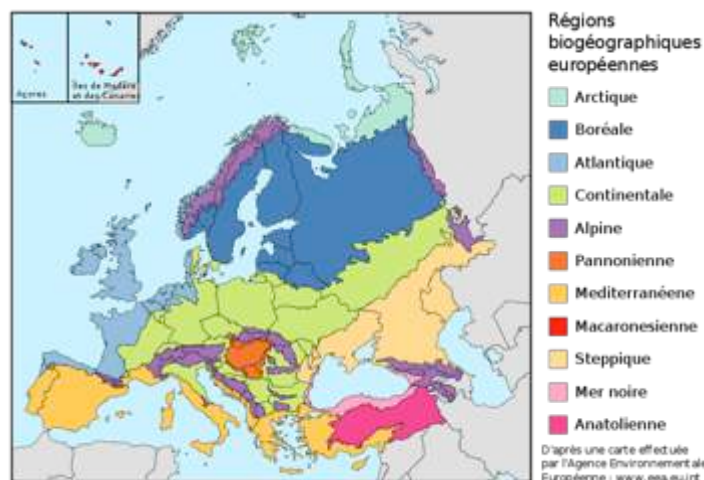 Açores
Îles de Madère
et des Canaries
Régions
biogéographiques
européennes
Arctique
Boréale
Atlantique
Continentale
Alpine
Pannonienne
Mediterranéene
Macaronesienne
Steppique
Mer noire
Anatolienne
D'après une carte effectuée
par l'Agence Environnementale
Européenne : www.eea.eu.int